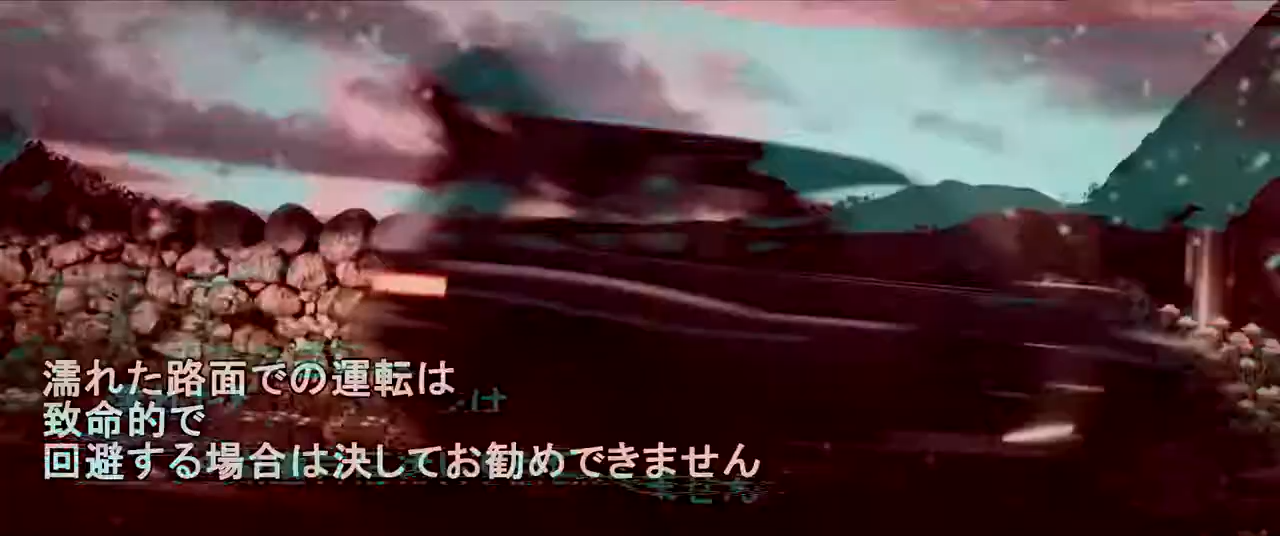 濡れた路面での運転は
致命的で
回避する場合は決してお勧めできません